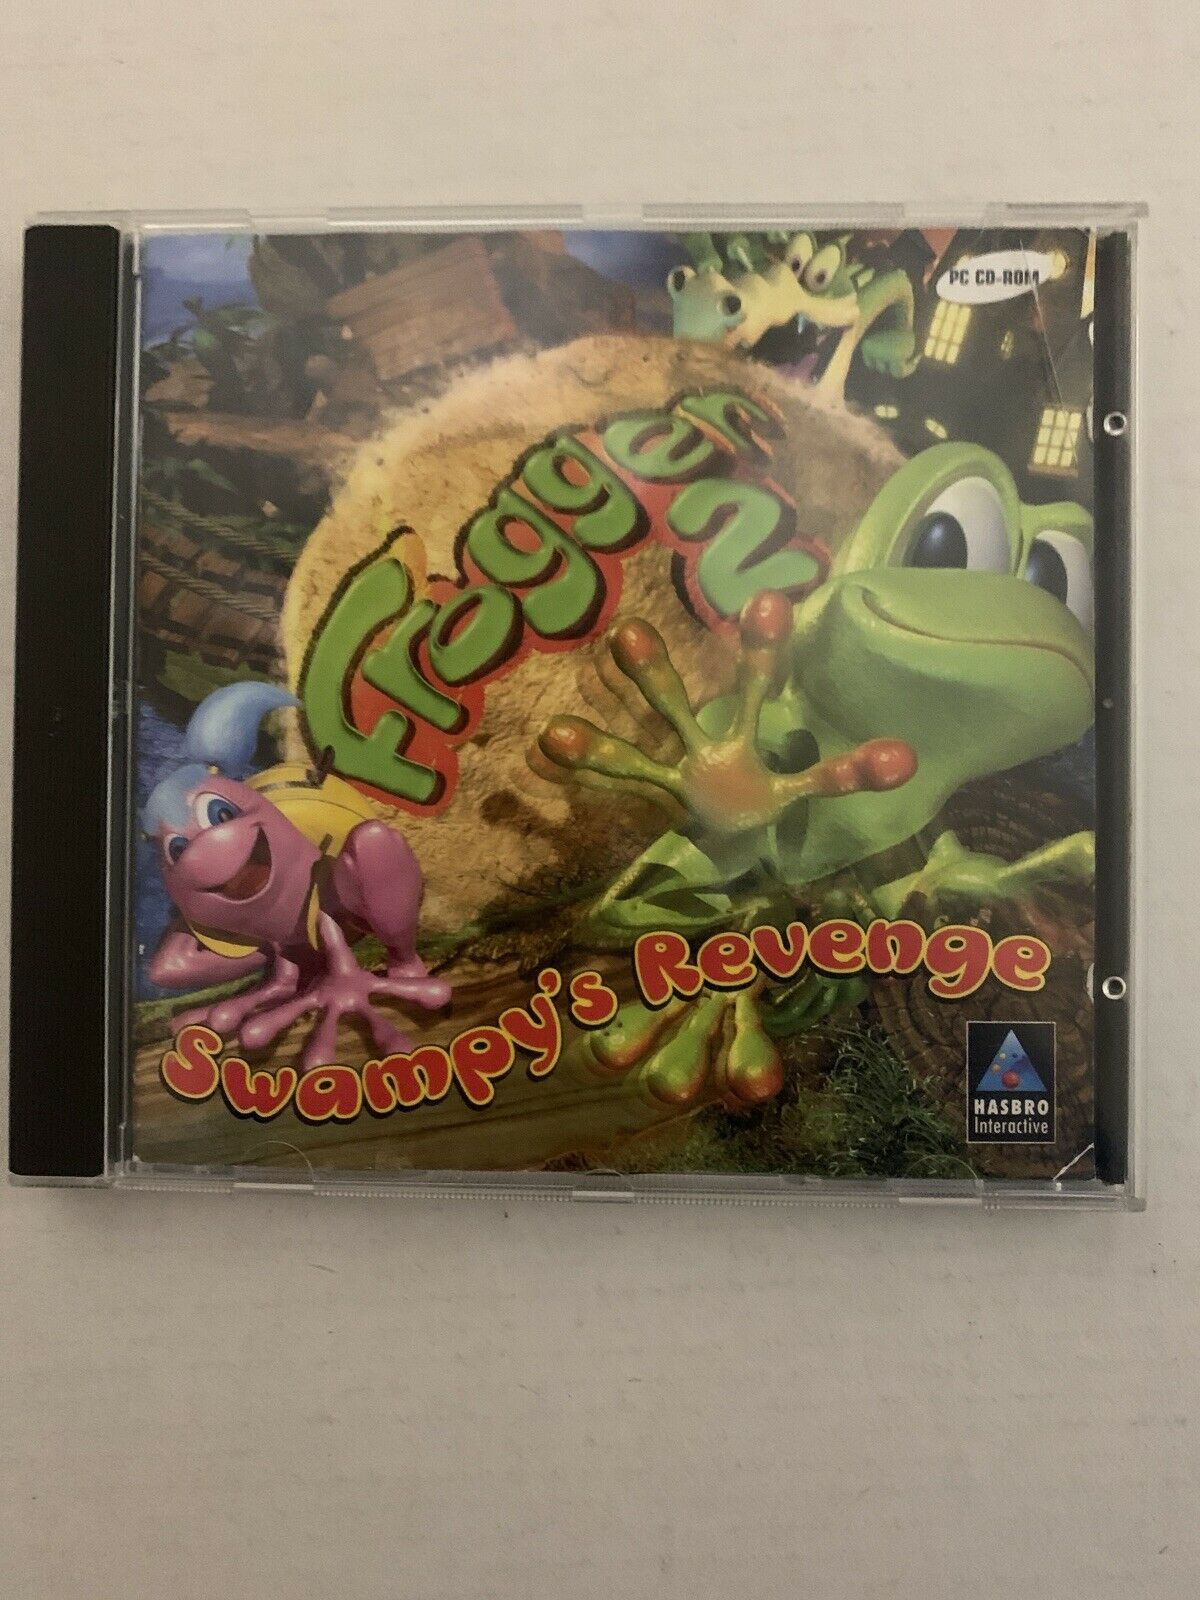 PC CD-ROM
Frogger 2
Swampy's Revenge
HASBRO
Interactive